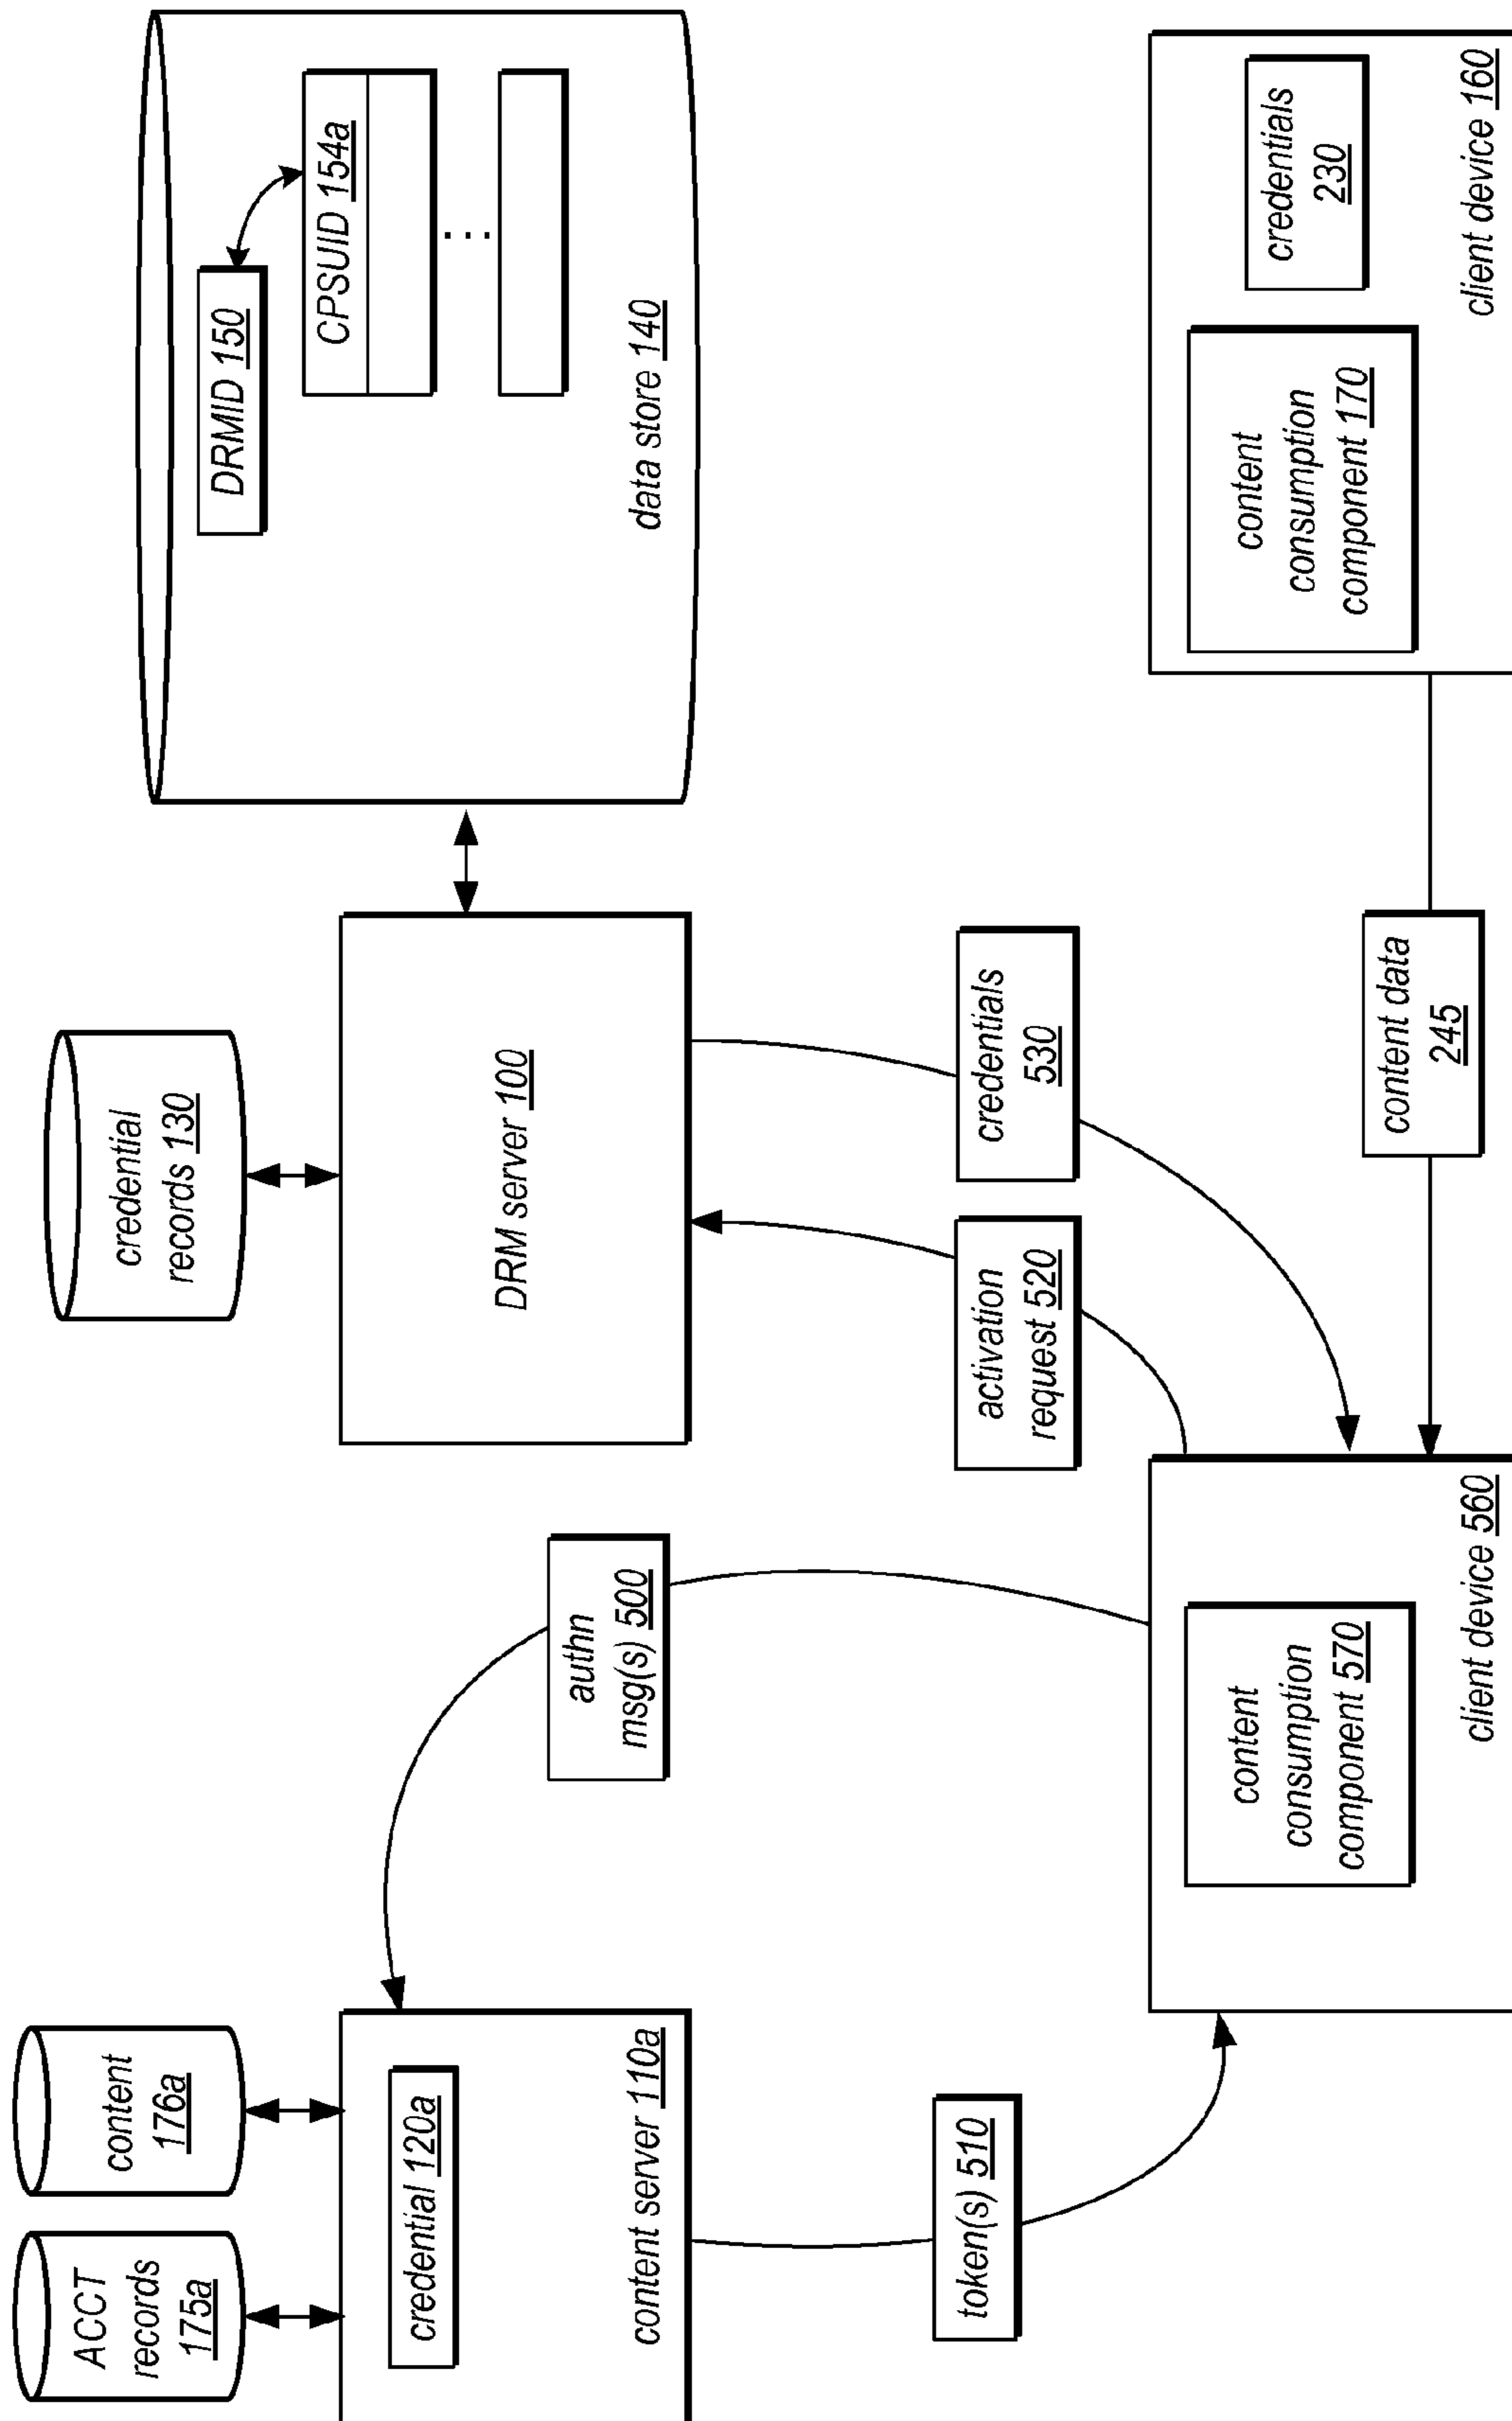 ACCT
records
175a
content
176a
credential 120a
content server 110a
credential
records 130
DRM server 100
DRMID 150
CPSUID 154a
...
data store 140
authn
msg(s) 500
token(s) 510
activation
request 520
credentials
530
content
consumption
component 570
client device 560
content data
245
content
consumption
component 170
credentials
230
client device 160